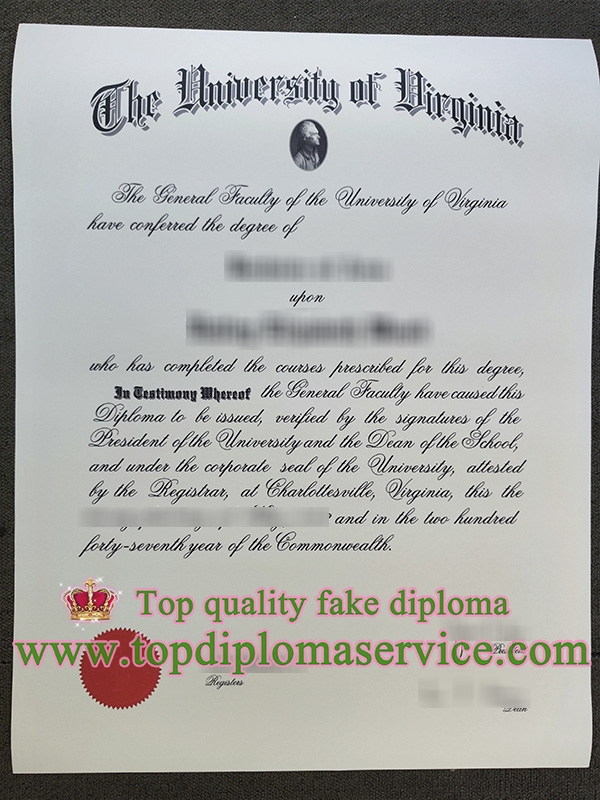 The University of Virginia
The General Faculty of the University of Virginia
have conferred the degree of
upon
who has completed the courses prescribed for this degree,
In Testimony Whereof the General Faculty have caused this
Diploma to be issued, verified by the signatures of the
President of the University and the Dean of the School,
and under the corporate seal of the University, attested
by the Registrar, at Charlottesville, Virginia, this the
and in the two hundred
forty-seventh year of the Commonwealth.
Top quality fake diploma
www.topdiplomaservice.com
Registers
Dean